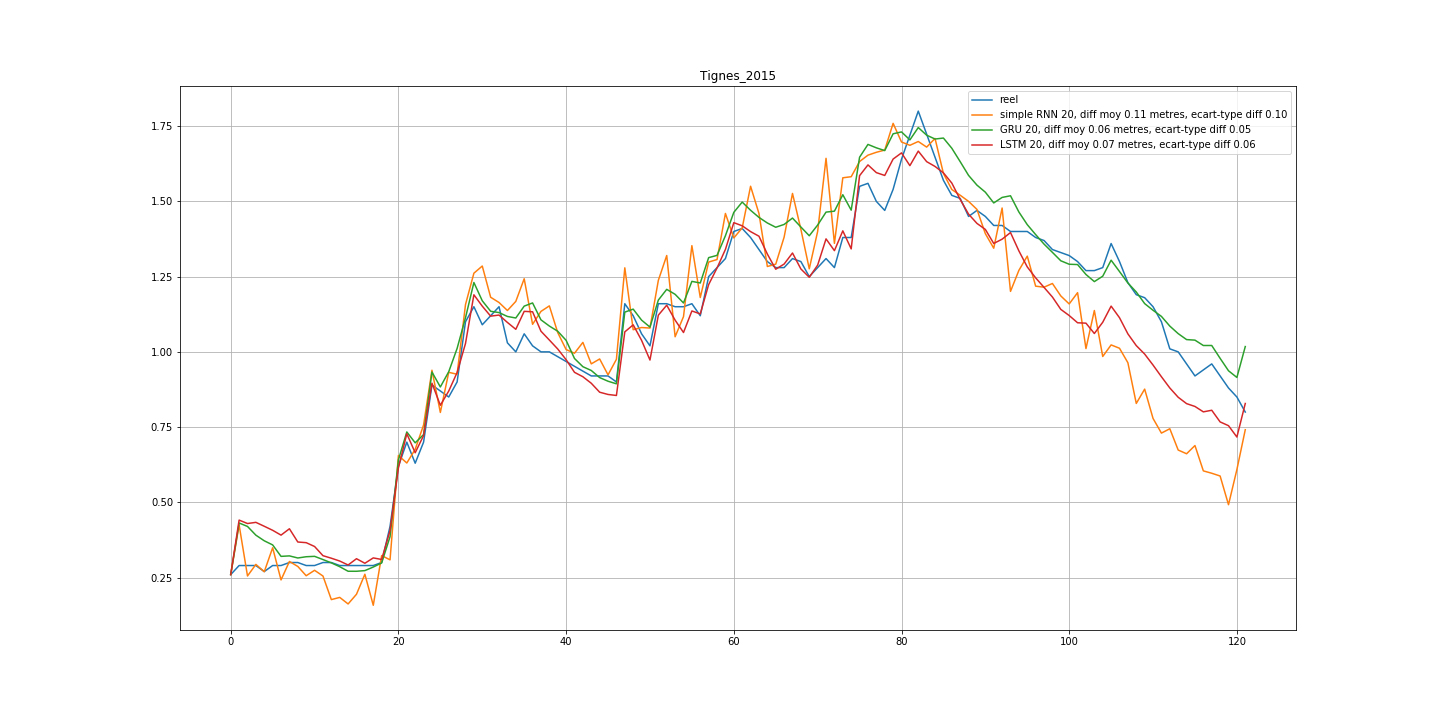 Tignes_2015
reel
simple RNN 20, diff moy 0.11 metres, ecart-type diff 0.10
GRU 20, diff moy 0.06 metres, ecart-type diff 0.05
LSTM 20, diff moy 0.07 metres, ecart-type diff 0.06
1.75
1.50
1.25
1.00
0.75
0.50
0.25
0 20 40 60 80 100 120